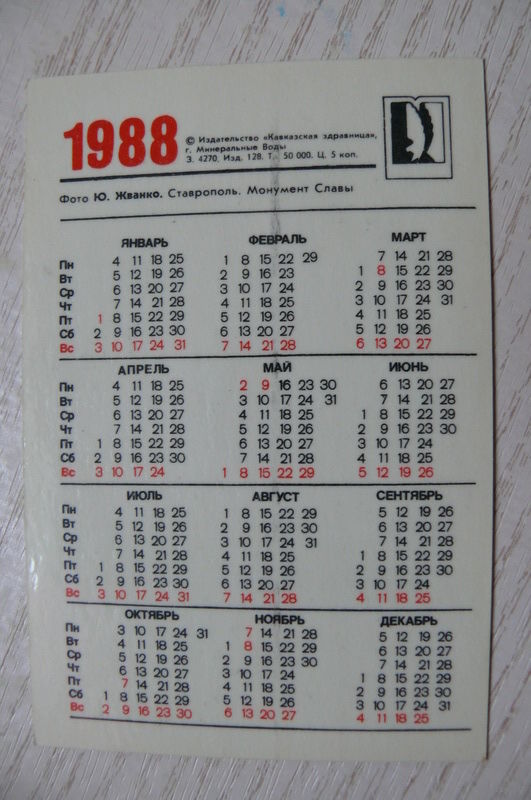 1988
© Издательство «Кавказская здравница»,
г. Минеральные Воды
З. 4270, Изд. 128. Т. 50 000. Ц. 5 коп.
Фото Ю. Жванко. Ставрополь. Монумент Славы
ЯНВАРЬ ФЕВРАЛЬ МАРТ
Пн 4 11 18 25 1 8 15 22 29 7 14 21 28
Вт 5 12 19 26 2 9 16 23 1 8 15 22 29
Ср 6 13 20 27 3 10 17 24 2 9 16 23 30
Чт 7 14 21 28 4 11 18 25 3 10 17 24 31
Пт 1 8 15 22 29 5 12 19 26 4 11 18 25
Сб 2 9 16 23 30 6 13 20 27 5 12 19 26
Вс 3 10 17 24 31 7 14 21 28 6 13 20 27
АПРЕЛЬ МАЙ ИЮНЬ
Пн 4 11 18 25 2 9 16 23 30 6 13 20 27
Вт 5 12 19 26 3 10 17 24 31 7 14 21 28
Ср 6 13 20 27 4 11 18 25 1 8 15 22 29
Чт 7 14 21 28 5 12 19 26 2 9 16 23 30
Пт 1 8 15 22 29 6 13 20 27 3 10 17 24
Сб 2 9 16 23 30 7 14 21 28 4 11 18 25
Вс 3 10 17 24 1 8 15 22 29 5 12 19 26
ИЮЛЬ АВГУСТ СЕНТЯБРЬ
Пн 4 11 18 25 1 8 15 22 29 5 12 19 26
Вт 5 12 19 26 2 9 16 23 30 6 13 20 27
Ср 6 13 20 27 3 10 17 24 31 7 14 21 28
Чт 7 14 21 28 4 11 18 25 1 8 15 22 29
Пт 1 8 15 22 29 5 12 19 26 2 9 16 23 30
Сб 2 9 16 23 30 6 13 20 27 3 10 17 24
Вс 3 10 17 24 31 7 14 21 28 4 11 18 25
ОКТЯБРЬ НОЯБРЬ ДЕКАБРЬ
Пн 3 10 17 24 31 7 14 21 28 5 12 19 26
Вт 4 11 18 25 1 8 15 22 29 6 13 20 27
Ср 5 12 19 26 2 9 16 23 30 7 14 21 28
Чт 6 13 20 27 3 10 17 24 1 8 15 22 29
Пт 7 14 21 28 4 11 18 25 2 9 16 23 30
Сб 1 8 15 22 29 5 12 19 26 3 10 17 24 31
Вс 2 9 16 23 30 6 13 20 27 4 11 18 25